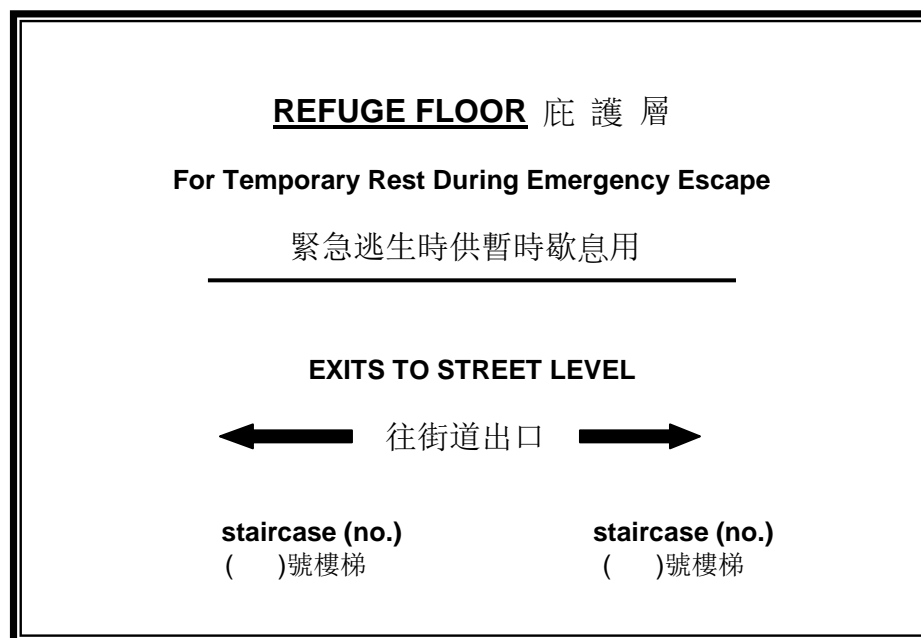 REFUGE FLOOR 庇 護 層
For Temporary Rest During Emergency Escape
緊急逃生時供暫時歇息用
EXITS TO STREET LEVEL
往街道出口
staircase (no.) staircase (no.)
( )號樓梯 ( )號樓梯